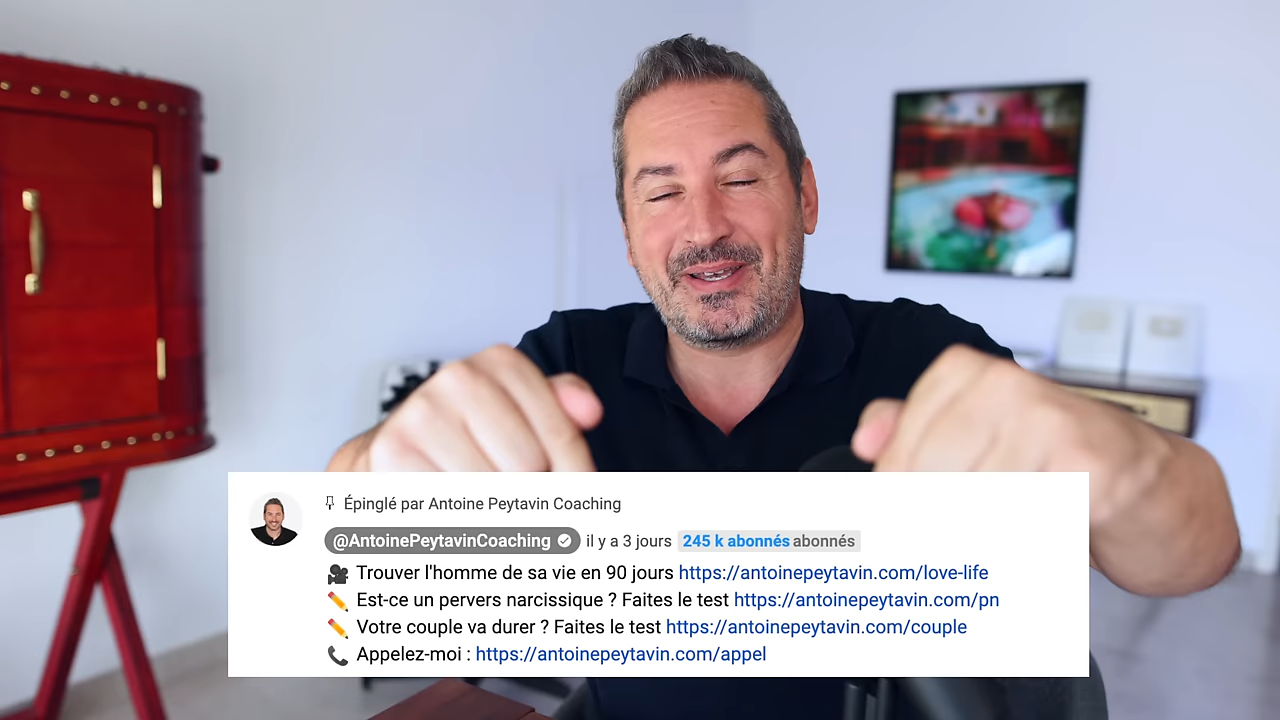 Épinglé par Antoine Peytavin Coaching
@AntoinePeytavinCoaching il y a 3 jours 245 k abonnés abonnés
Trouver l'homme de sa vie en 90 jours https://antoinepeytavin.com/love-life
Est-ce un pervers narcissique ? Faites le test https://antoinepeytavin.com/pn
Votre couple va durer ? Faites le test https://antoinepeytavin.com/couple
Appelez-moi : https://antoinepeytavin.com/appel